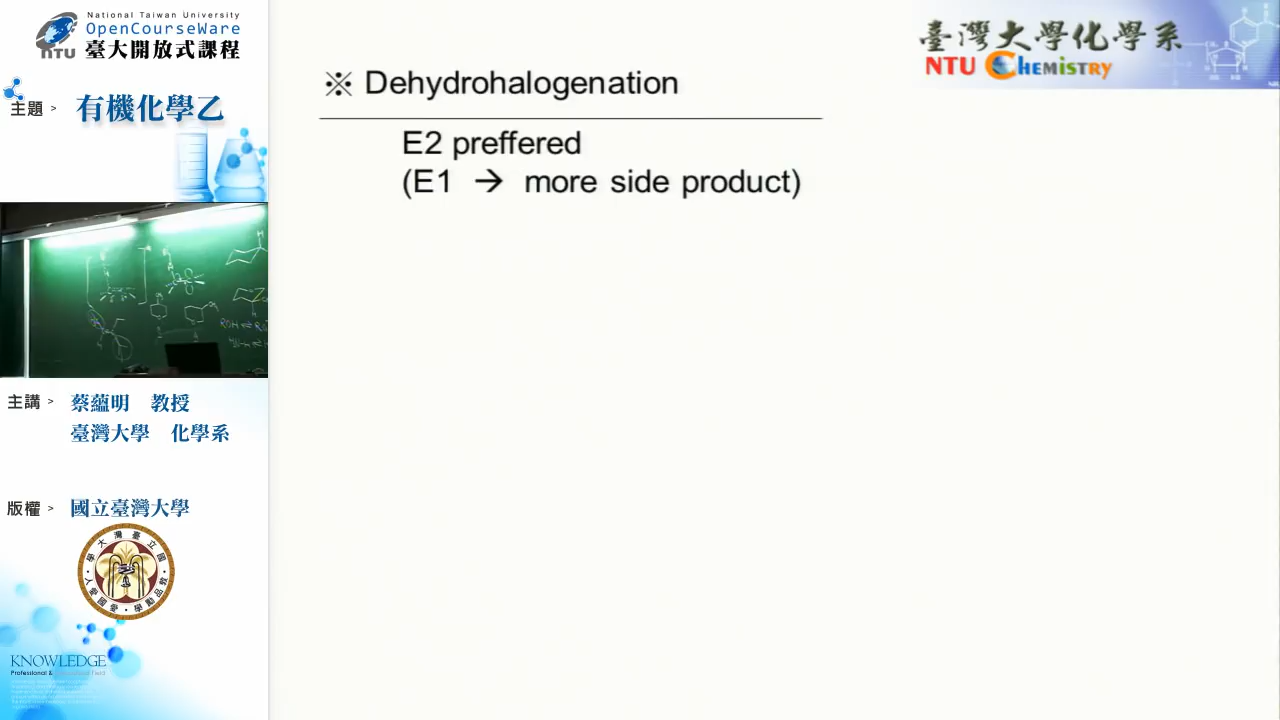 National Taiwan University
OpenCourseWare
NTU 臺大開放式課程
主題 > 有機化學乙
主講 > 蔡蘊明 教授
臺灣大學 化學系
版權 > 國立臺灣大學
KNOWLEDGE
臺灣大學化學系
NTU Chemistry
※ Dehydrohalogenation
E2 preffered
(E1 → more side product)